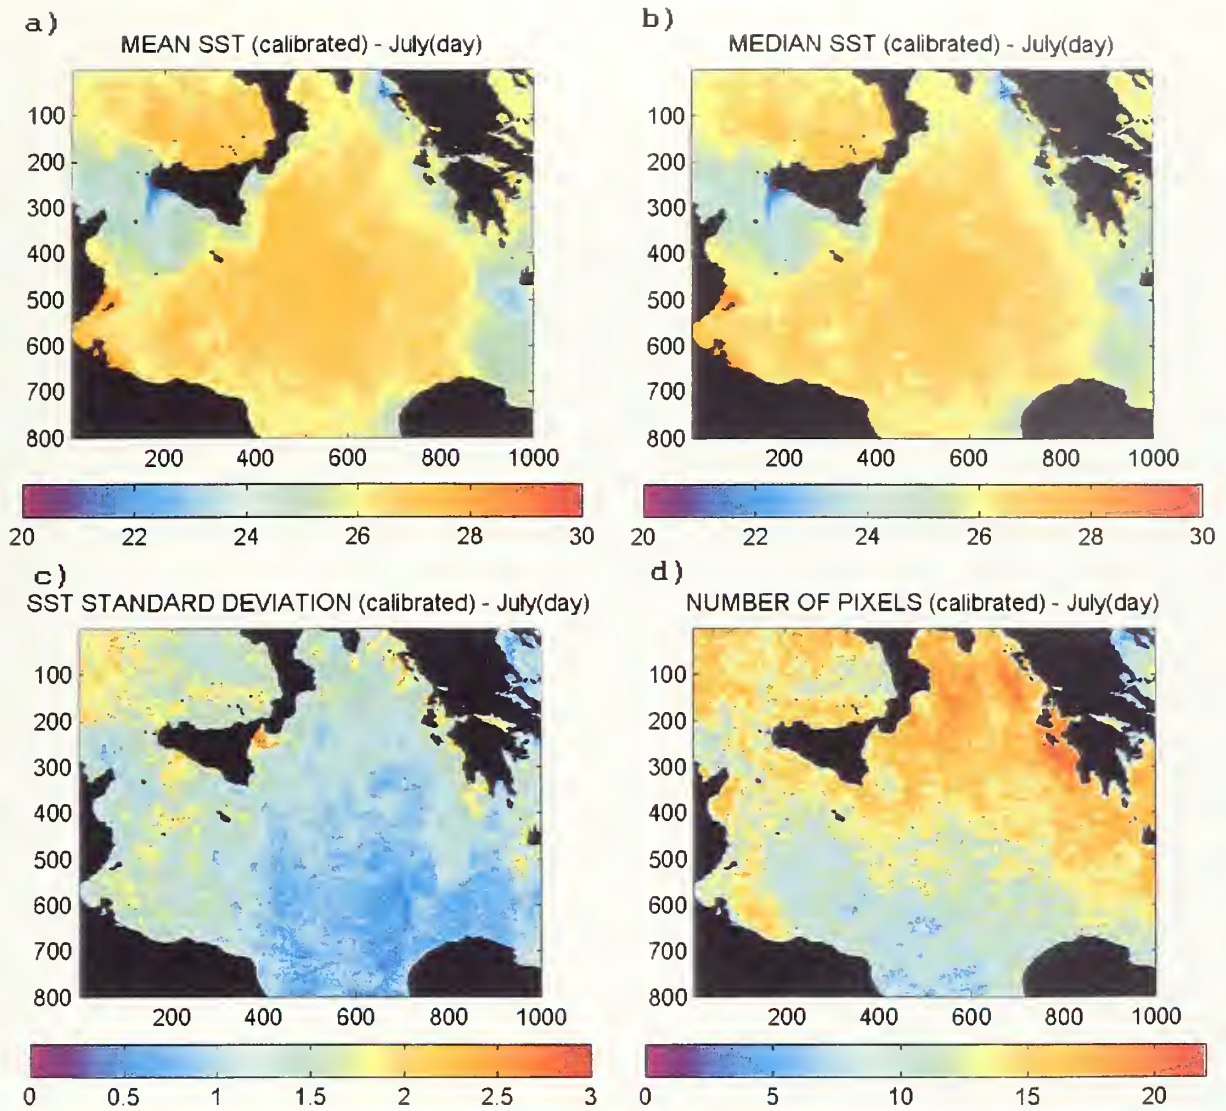 a)
MEAN SST (calibrated) - July(day)
100
200
300
400
500
600
700
800
200 400 600 800 1000
20 22 24 26 28 30
b)
MEDIAN SST (calibrated) - July(day)
100
200
300
400
500
600
700
800
200 400 600 800 1000
20 22 24 26 28 30
c)
SST STANDARD DEVIATION (calibrated) - July(day)
100
200
300
400
500
600
700
800
200 400 600 800 1000
0 0.5 1 1.5 2 2.5 3
d)
NUMBER OF PIXELS (calibrated) - July(day)
100
200
300
400
500
600
700
800
200 400 600 800 1000
0 5 10 15 20